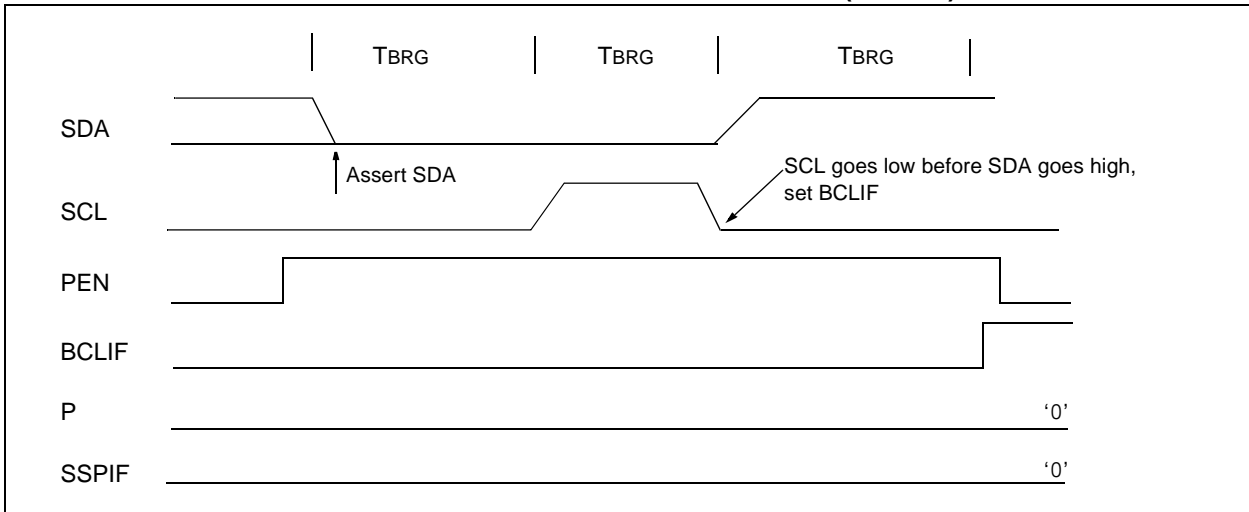 TBRG TBRG TBRG
SDA
Assert SDA
SCL goes low before SDA goes high,
set BCLIF
SCL
PEN
BCLIF
P '0'
SSPIF '0'